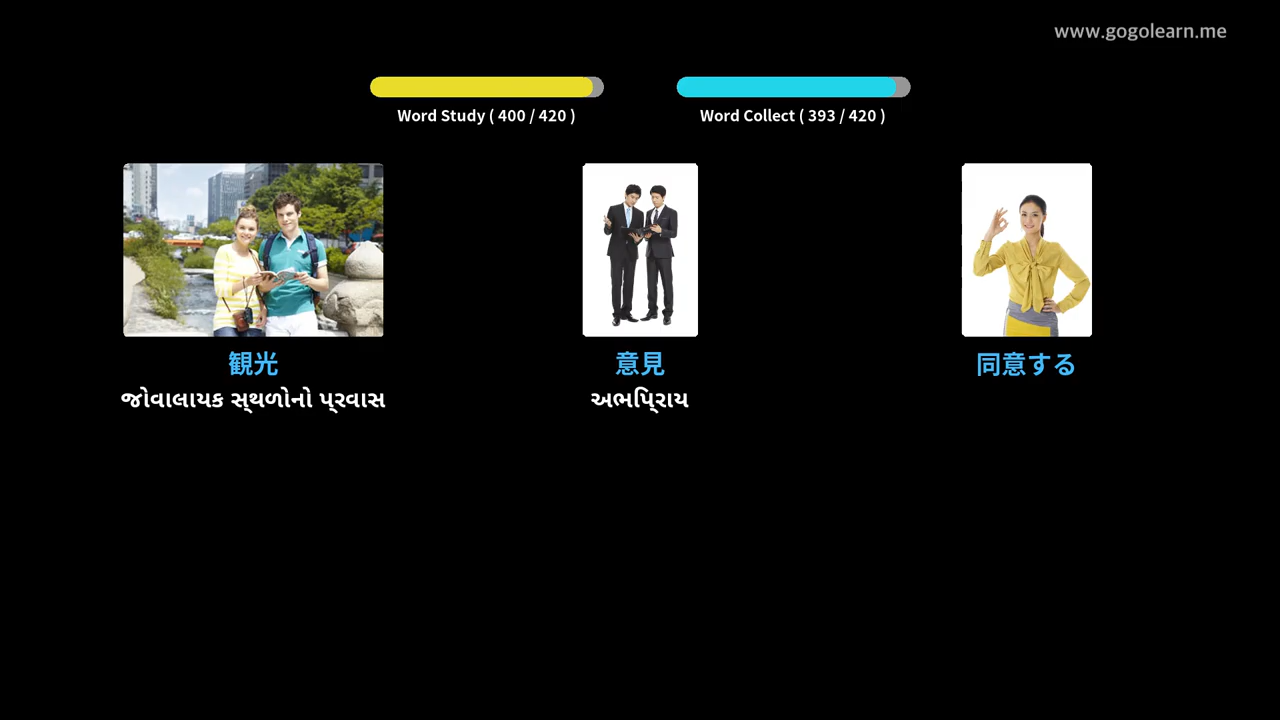 www.gogolearn.me
Word Study ( 400 / 420 )
Word Collect ( 393 / 420 )
観光
意見
同意する
જોવાલાયક સ્થળોનો પ્રવાસ
અભિપ્રાય